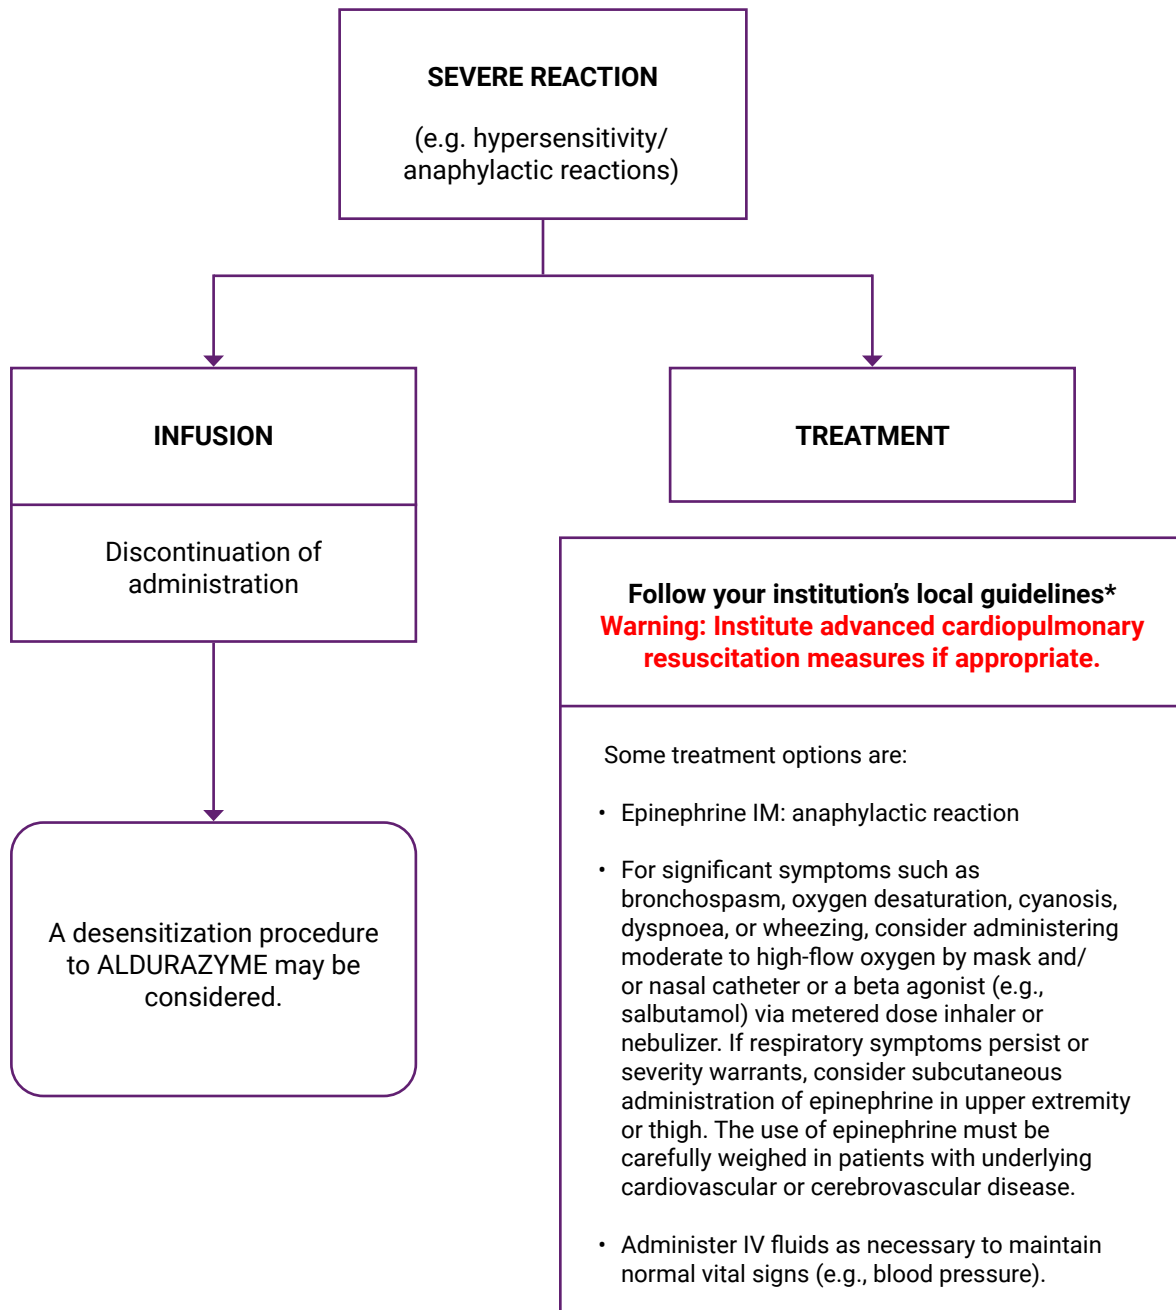 SEVERE REACTION
(e.g. hypersensitivity/
anaphylactic reactions)
INFUSION
Discontinuation of
administration
A desensitization procedure
to ALDURAZYME may be
considered.
TREATMENT
Follow your institution’s local guidelines*
Warning: Institute advanced cardiopulmonary
resuscitation measures if appropriate.
Some treatment options are:
• Epinephrine IM: anaphylactic reaction
• For significant symptoms such as
bronchospasm, oxygen desaturation, cyanosis,
dyspnoea, or wheezing, consider administering
moderate to high-flow oxygen by mask and/
or nasal catheter or a beta agonist (e.g.,
salbutamol) via metered dose inhaler or
nebulizer. If respiratory symptoms persist or
severity warrants, consider subcutaneous
administration of epinephrine in upper extremity
or thigh. The use of epinephrine must be
carefully weighed in patients with underlying
cardiovascular or cerebrovascular disease.
• Administer IV fluids as necessary to maintain
normal vital signs (e.g., blood pressure).